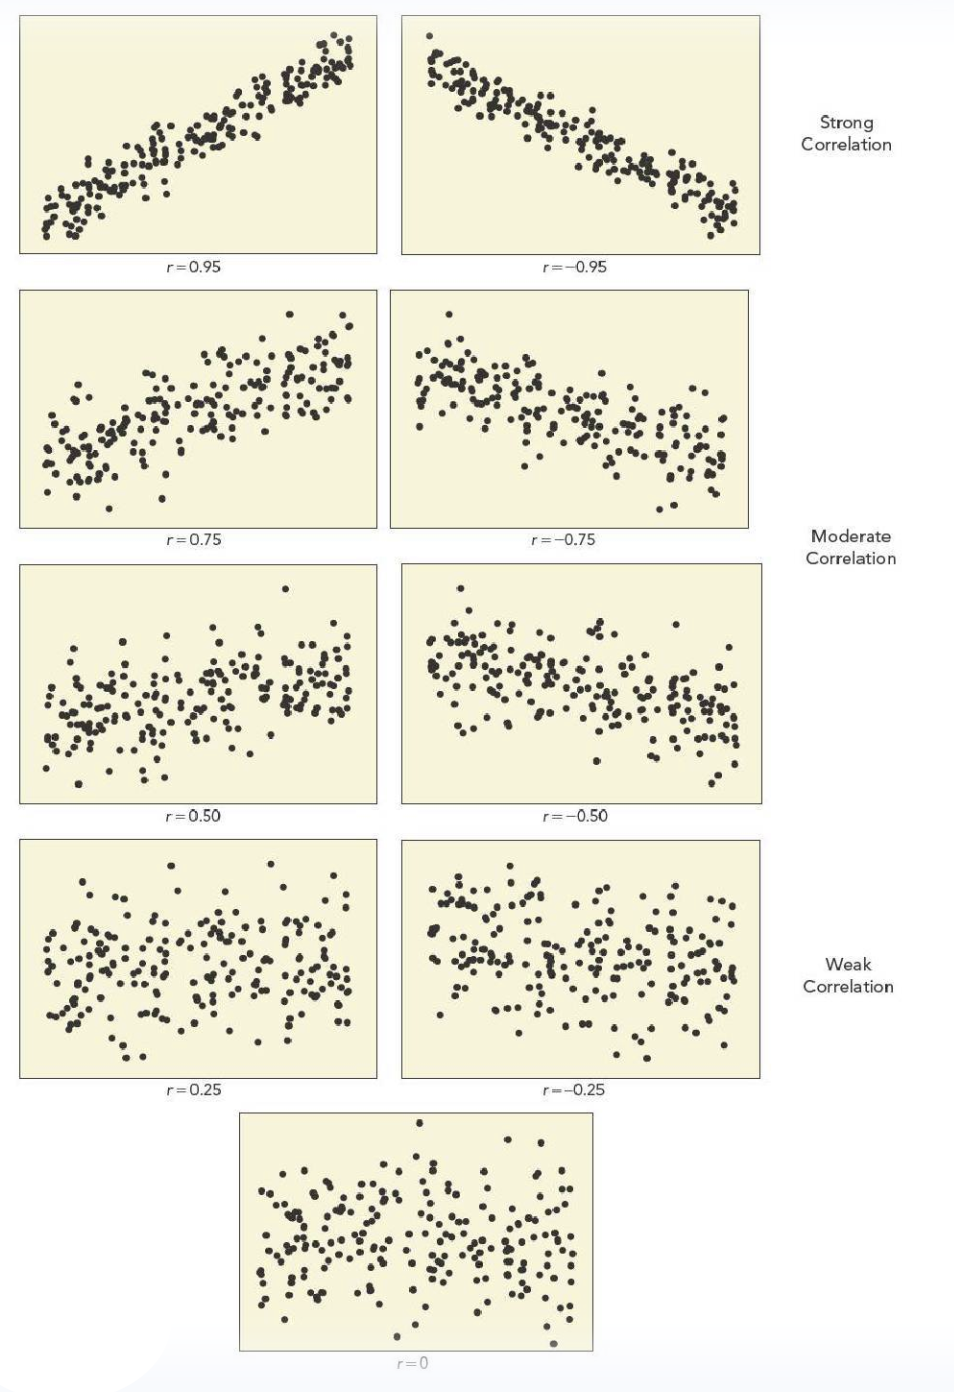 Strong
Correlation
r=0.95
r=−0.95
r=0.75
r=−0.75
Moderate
Correlation
r=0.50
r=−0.50
Weak
Correlation
r=0.25
r=−0.25
r=0